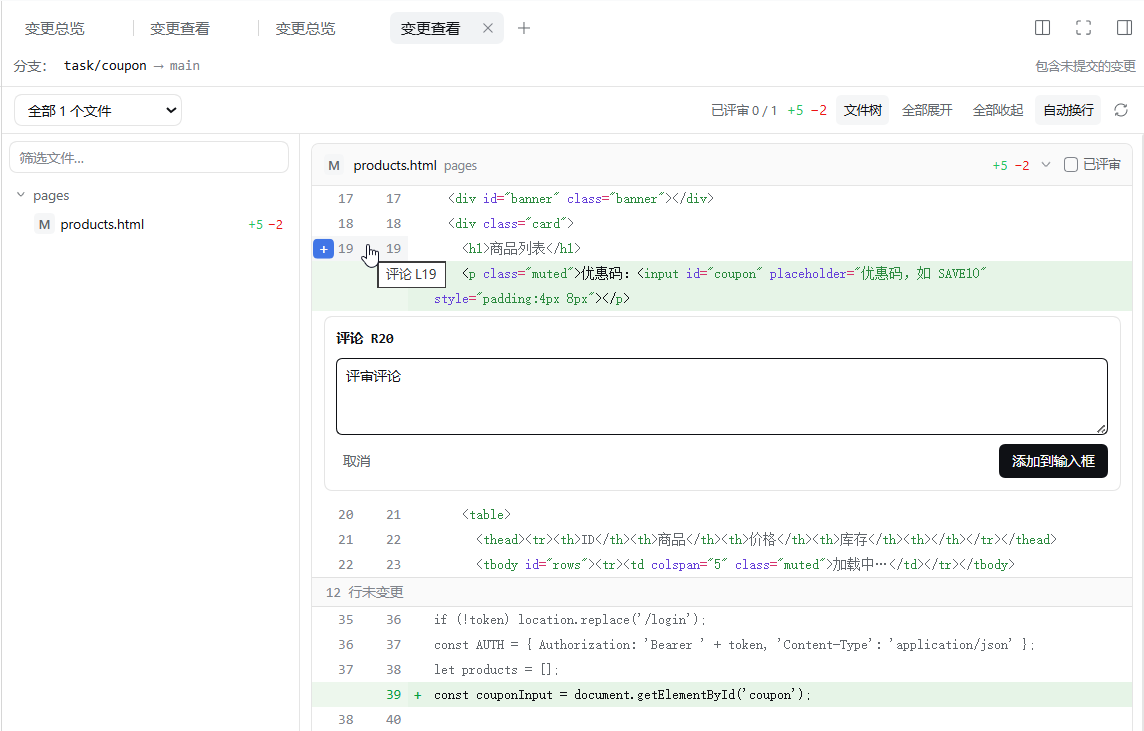 变更总览 变更查看 变更总览 变更查看
分支： task/coupon → main 包含未提交的变更
全部 1 个文件 已评审 0 / 1 +5 −2 文件树 全部展开 全部收起 自动换行
筛选文件...
pages
M products.html +5 −2
M products.html pages +5 −2 已评审
17 17 <div id="banner" class="banner"></div>
18 18 <div class="card">
+ 19 19 <h1>商品列表</h1>
评论 L19
<p class="muted">优惠码：<input id="coupon" placeholder="优惠码，如 SAVE10"
style="padding:4px 8px"></p>
评论 R20
评审评论
取消 添加到输入框
20 21 <table>
21 22 <thead><tr><th>ID</th><th>商品</th><th>价格</th><th>库存</th><th></th></tr></thead>
22 23 <tbody id="rows"><tr><td colspan="5" class="muted">加载中…</td></tr></tbody>
12 行未变更
35 36 if (!token) location.replace('/login');
36 37 const AUTH = { Authorization: 'Bearer ' + token, 'Content-Type': 'application/json' };
37 38 let products = [];
39 + const couponInput = document.getElementById('coupon');
38 40